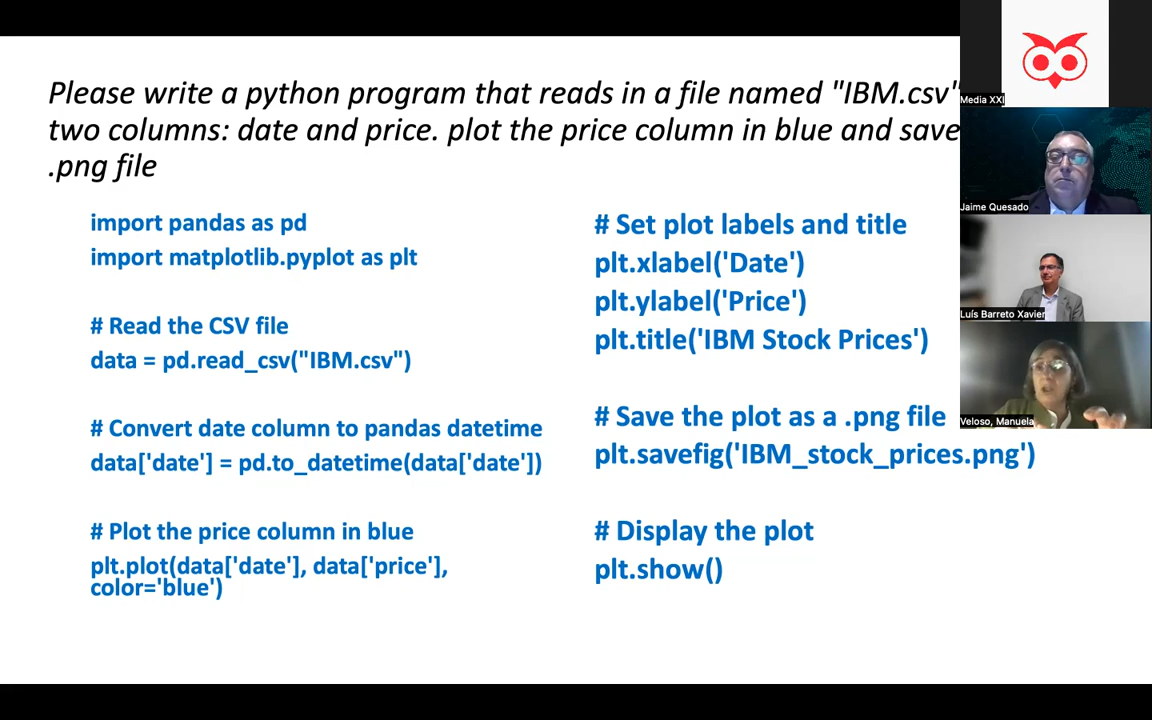 Please write a python program that reads in a file named "IBM.csv"
two columns: date and price. plot the price column in blue and save
.png file
import pandas as pd
import matplotlib.pyplot as plt
# Read the CSV file
data = pd.read_csv("IBM.csv")
# Convert date column to pandas datetime
data['date'] = pd.to_datetime(data['date'])
# Plot the price column in blue
plt.plot(data['date'], data['price'],
color='blue')
# Set plot labels and title
plt.xlabel('Date')
plt.ylabel('Price')
plt.title('IBM Stock Prices')
# Save the plot as a .png file
plt.savefig('IBM_stock_prices.png')
# Display the plot
plt.show()
Media XXI
Jaime Quesado
Luís Barreto Xavier
Veloso, Manuela